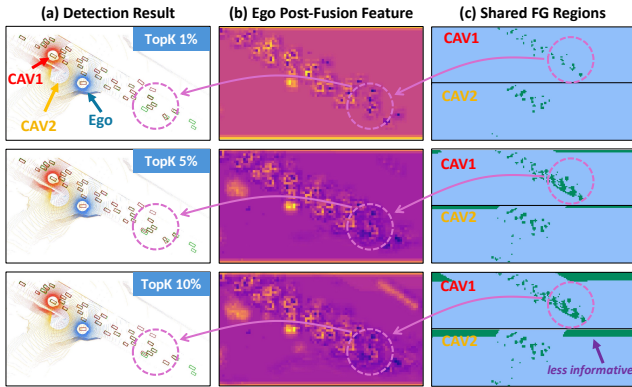 (a) Detection Result
(b) Ego Post-Fusion Feature
(c) Shared FG Regions
TopK 1%
CAV1
CAV2
Ego
CAV1
CAV2
TopK 5%
CAV1
CAV2
TopK 10%
CAV1
CAV2
less informative